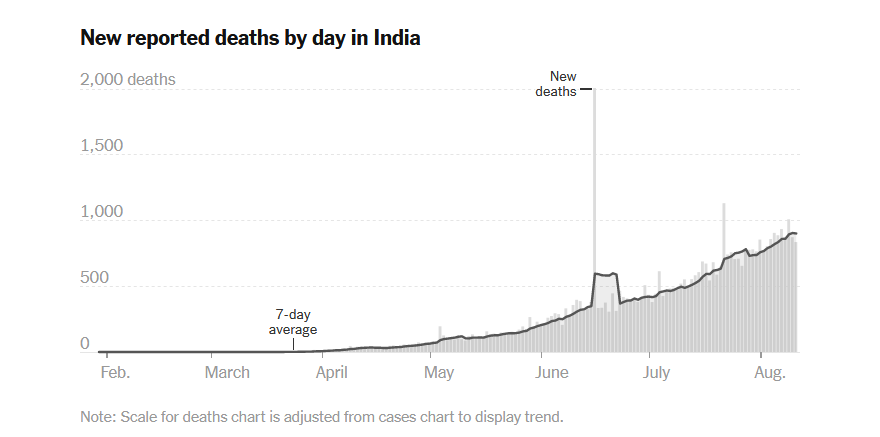 New reported deaths by day in India
2,000 deaths
New
deaths
1,500
1,000
500
7-day
average
0
Feb.
March
April
May
June
July
Aug.
Note: Scale for deaths chart is adjusted from cases chart to display trend.